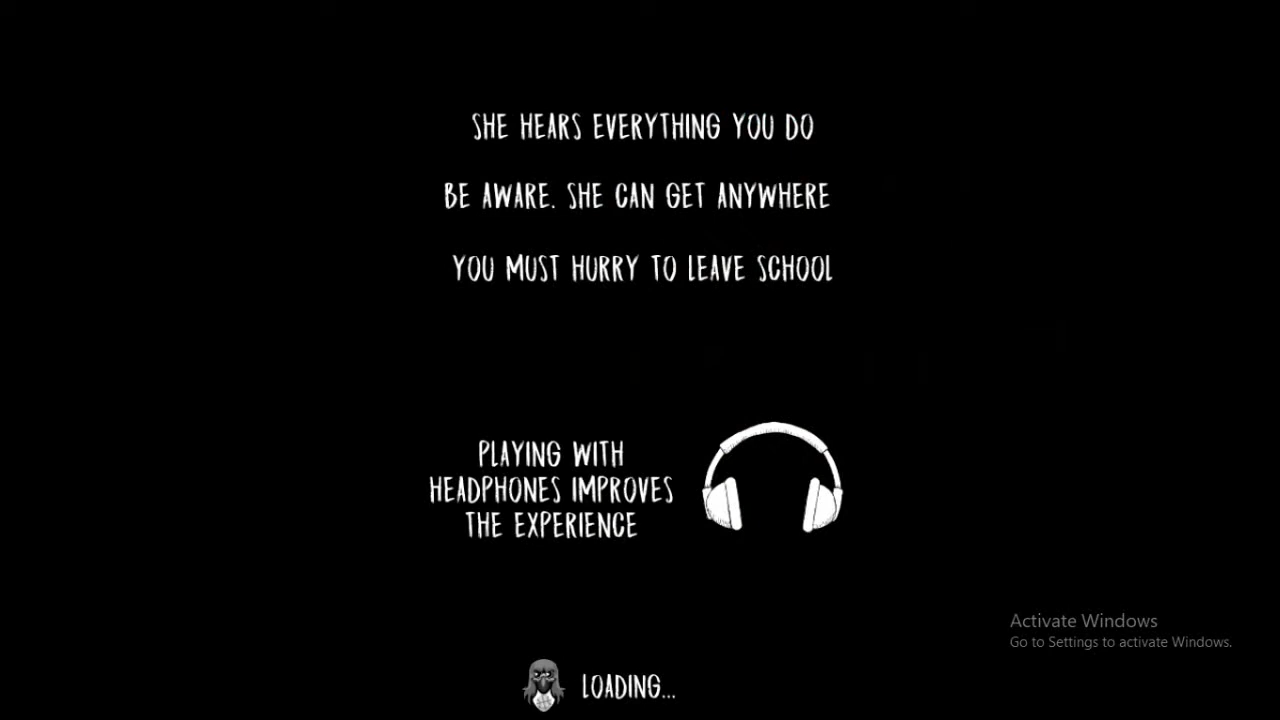 SHE HEARS EVERYTHING YOU DO
BE AWARE. SHE CAN GET ANYWHERE
YOU MUST HURRY TO LEAVE SCHOOL
PLAYING WITH
HEADPHONES IMPROVES
THE EXPERIENCE
Activate Windows
Go to Settings to activate Windows.
LOADING...